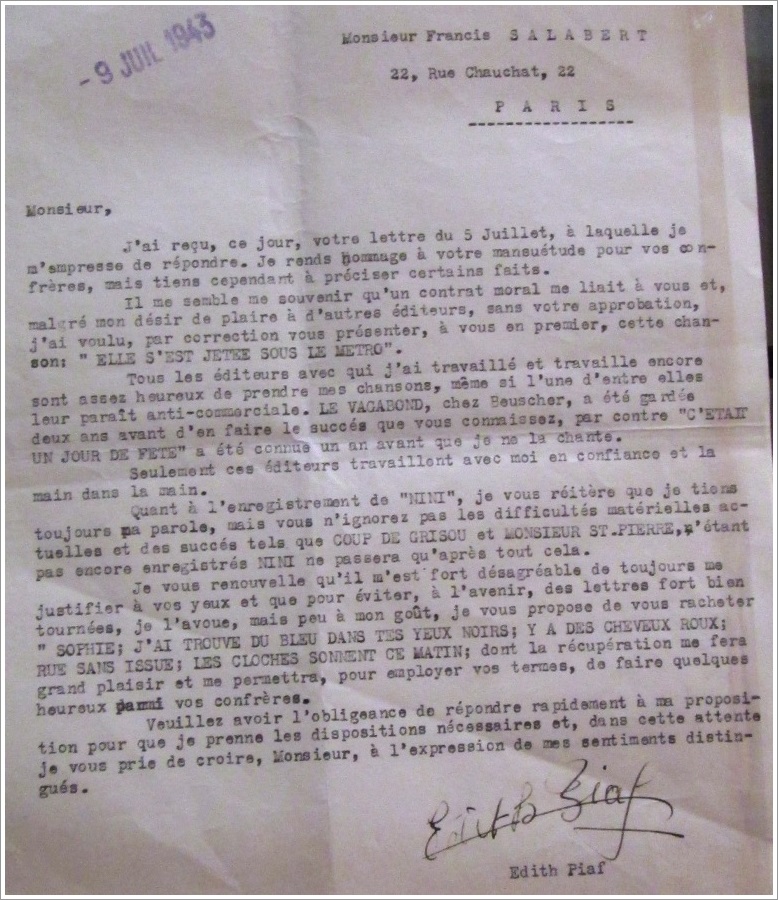 - 9 JUIL 1943
Monsieur Francis S A L A B E R T
22, Rue Chauchat, 22
P A R I S
-----------------
Monsieur,
J'ai reçu, ce jour, votre lettre du 5 Juillet, à laquelle je
m'empresse de répondre. Je rends hommage à votre mansuétude pour vos con-
frères, mais tiens cependant à préciser certains faits.
Il me semble me souvenir qu'un contrat moral me liait à vous et,
malgré mon désir de plaire à d'autres éditeurs, sans votre approbation,
j'ai voulu, par correction vous présenter, à vous en premier, cette chan-
son: " ELLE S'EST JETEE SOUS LE METRO".
Tous les éditeurs avec qui j'ai travaillé et travaille encore
sont assez heureux de prendre mes chansons, même si l'une d'entre elles
leur paraît anti-commerciale. LE VAGABOND, chez Beuscher, a été gardée
deux ans avant d'en faire le succés que vous connaissez, par contre "C'ETAIT
UN JOUR DE FETE" a été connue un an avant que je ne la chante.
Seulement ces éditeurs travaillent avec moi en confiance et la
main dans la main.
Quant à l'enregistrement de "NINI", je vous réitère que je tiens
toujours ma parole, mais vous n'ignorez pas les difficultés matérielles ac-
tuelles et des succés tels que COUP DE GRISOU et MONSIEUR ST.PIERRE, n'étant
pas encore enregistrés NINI ne passera qu'après tout cela.
Je vous renouvelle qu'il m'est fort désagréable de toujours me
justifier à vos yeux et que pour éviter, à l'avenir, des lettres fort bien
tournées, je l'avoue, mais peu à mon goût, je vous propose de vous racheter
" SOPHIE; J'AI TROUVE DU BLEU DANS TES YEUX NOIRS; Y A DES CHEVEUX ROUX;
RUE SANS ISSUE; LES CLOCHES SONNENT CE MATIN; dont la récupération me fera
grand plaisir et me permettra, pour employer vos termes, de faire quelques
heureux parmi vos confrères.
Veuillez avoir l'obligeance de répondre rapidement à ma proposi-
tion pour que je prenne les dispositions nécessaires et, dans cette attente
je vous prie de croire, Monsieur, à l'expression de mes sentiments distin-
gués.
Edith Piaf
Edith Piaf